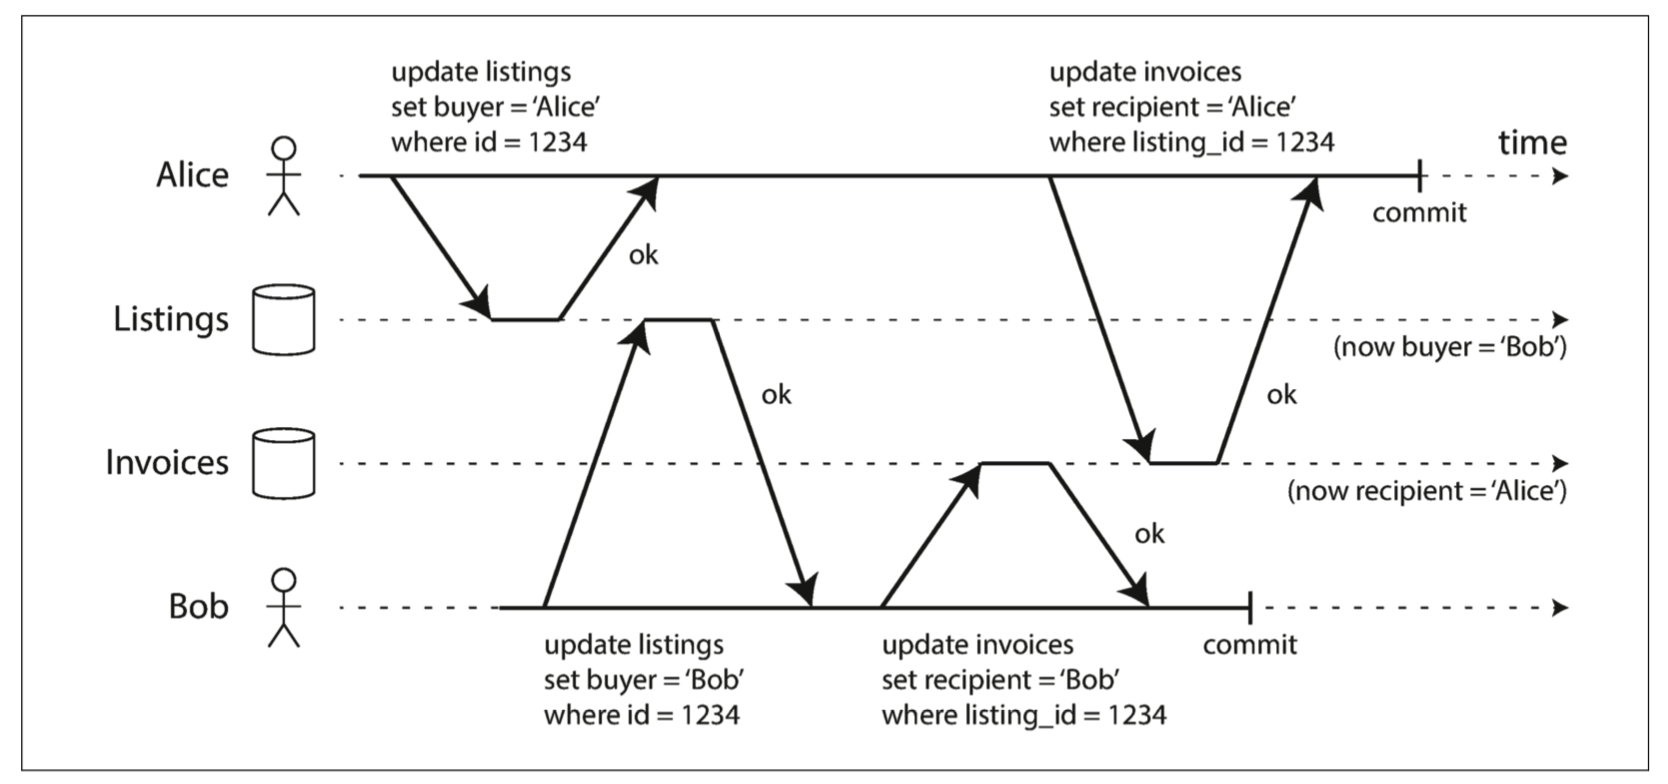 update listings
set buyer = ‘Alice’
where id = 1234
update invoices
set recipient = ‘Alice’
where listing_id = 1234
time
Alice
commit
ok
Listings
(now buyer = ‘Bob’)
ok
ok
Invoices
(now recipient = ‘Alice’)
ok
Bob
update listings
set buyer = ‘Bob’
where id = 1234
update invoices
set recipient = ‘Bob’
where listing_id = 1234
commit